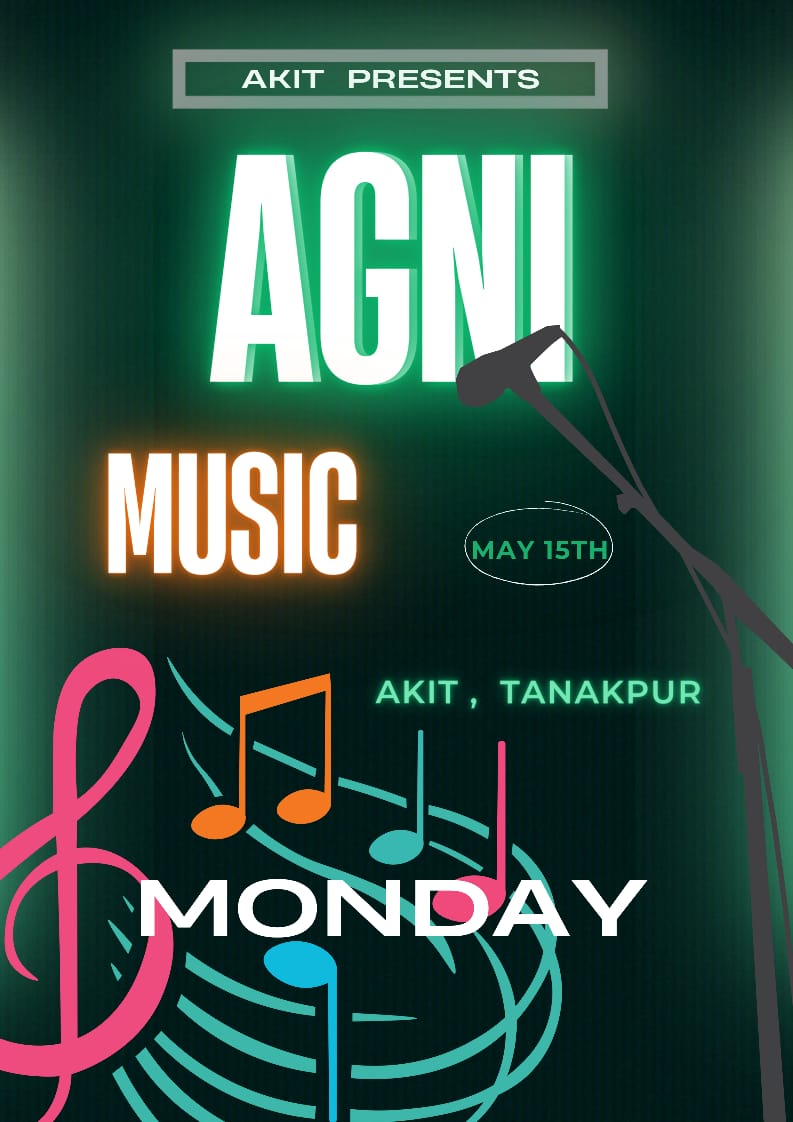 AKIT PRESENTS
AGNI
MUSIC
MAY 15TH
AKIT , TANAKPUR
MONDAY